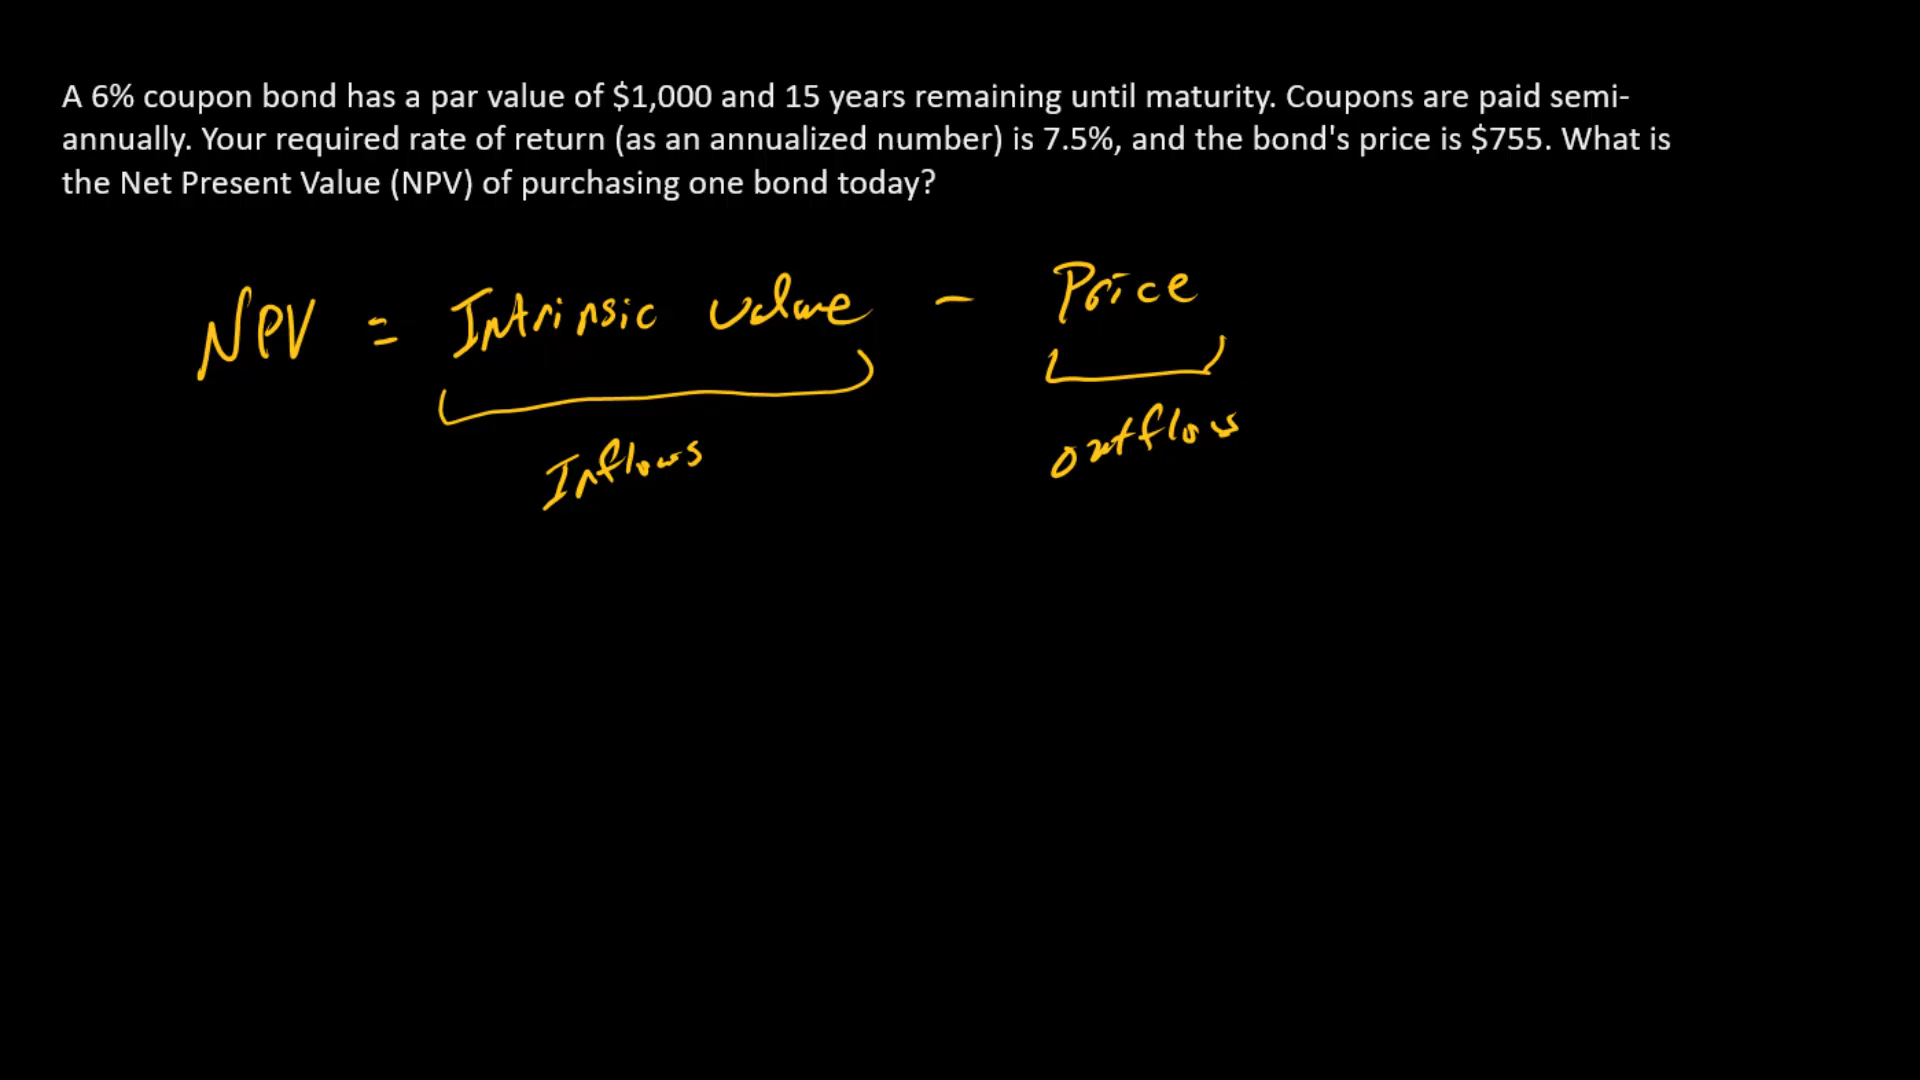 A 6% coupon bond has a par value of $1,000 and 15 years remaining until maturity. Coupons are paid semi-
annually. Your required rate of return (as an annualized number) is 7.5%, and the bond's price is $755. What is
the Net Present Value (NPV) of purchasing one bond today?
NPV = Intrinsic value - Price
Inflows outflow